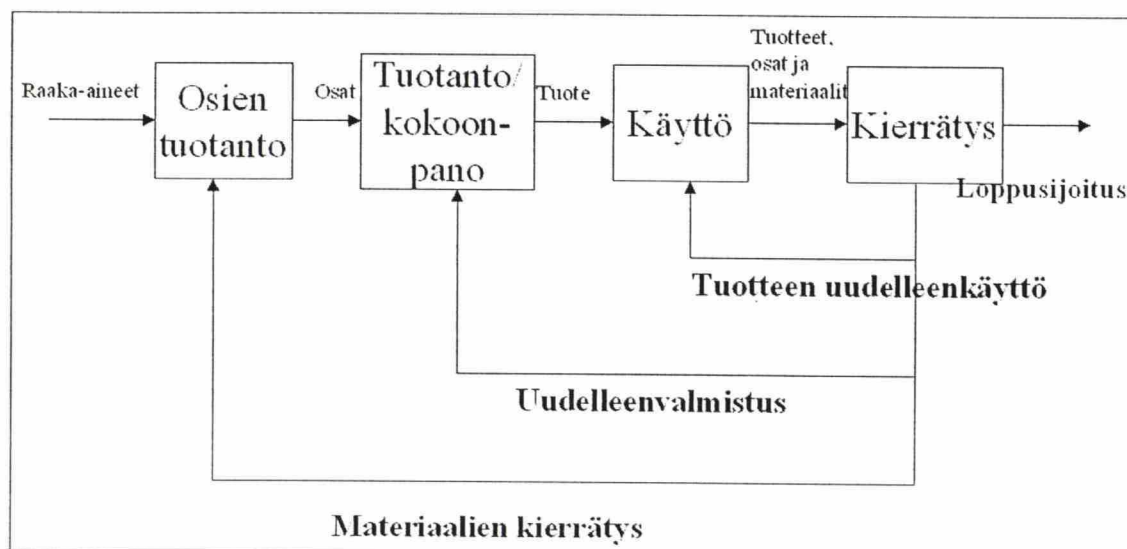 Raaka-aineet
Osien
tuotanto
Osat
Tuotanto/
kokoon-
pano
Tuote
Käyttö
Tuotteet,
osat ja
materiaalit
Kierrätys
Loppusijoitus
Tuotteen uudelleenkäyttö
Uudelleenvalmistus
Materiaalien kierrätys